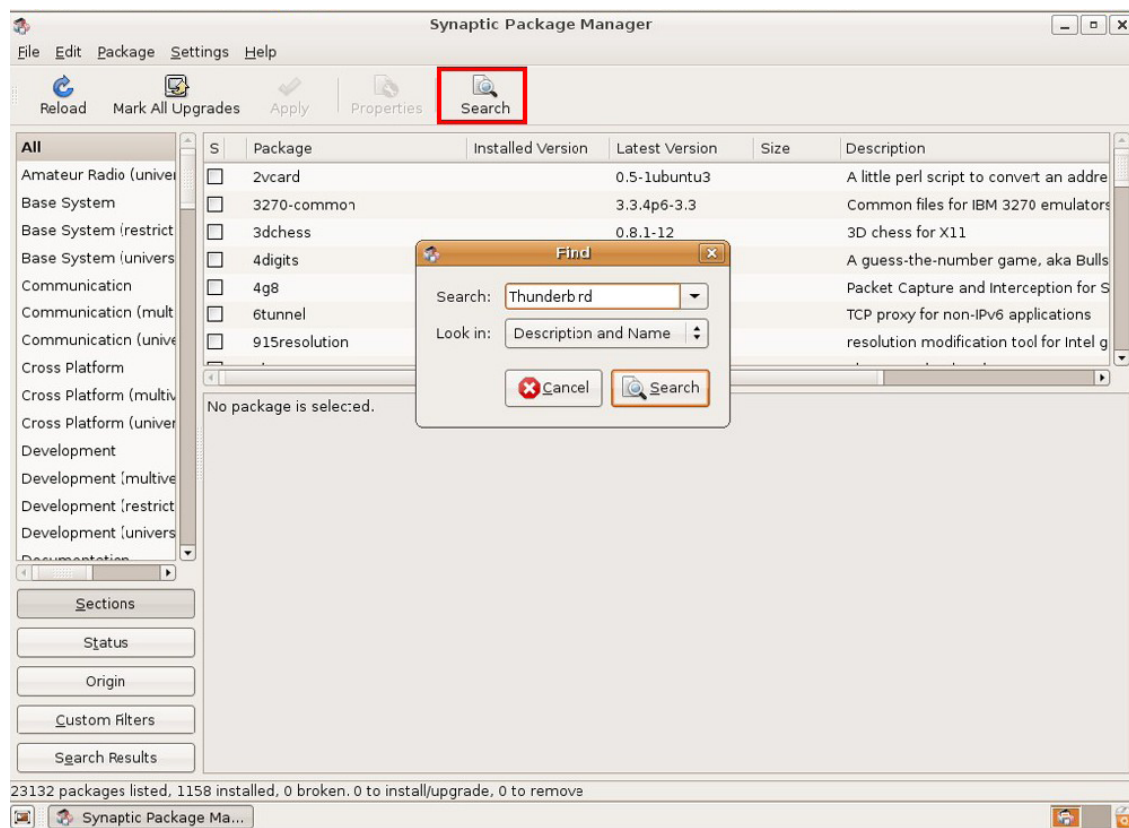 Synaptic Package Manager
File Edit Package Settings Help
Reload Mark All Upgrades Apply Properties Search
All
Amateur Radio (univer
Base System
Base System (restrict
Base System (univers
Communication
Communication (mult
Communication (unive
Cross Platform
Cross Platform (multiv
Cross Platform (univer
Development
Development (multive
Development (restrict
Development (univers
Documentation
S Package Installed Version Latest Version Size Description
2vcard 0.5-1ubuntu3 A little perl script to convert an addre
3270-common 3.3.4p6-3.3 Common files for IBM 3270 emulators
3dchess 0.8.1-12 3D chess for X11
4digits A guess-the-number game, aka Bulls
4g8 Packet Capture and Interception for S
6tunnel TCP proxy for non-IPv6 applications
915resolution resolution modification tool for Intel g
Find
Search: Thunderbird
Look in: Description and Name
Cancel Search
No package is selected.
Sections
Status
Origin
Custom Filters
Search Results
23132 packages listed, 1158 installed, 0 broken. 0 to install/upgrade, 0 to remove
Synaptic Package Ma...